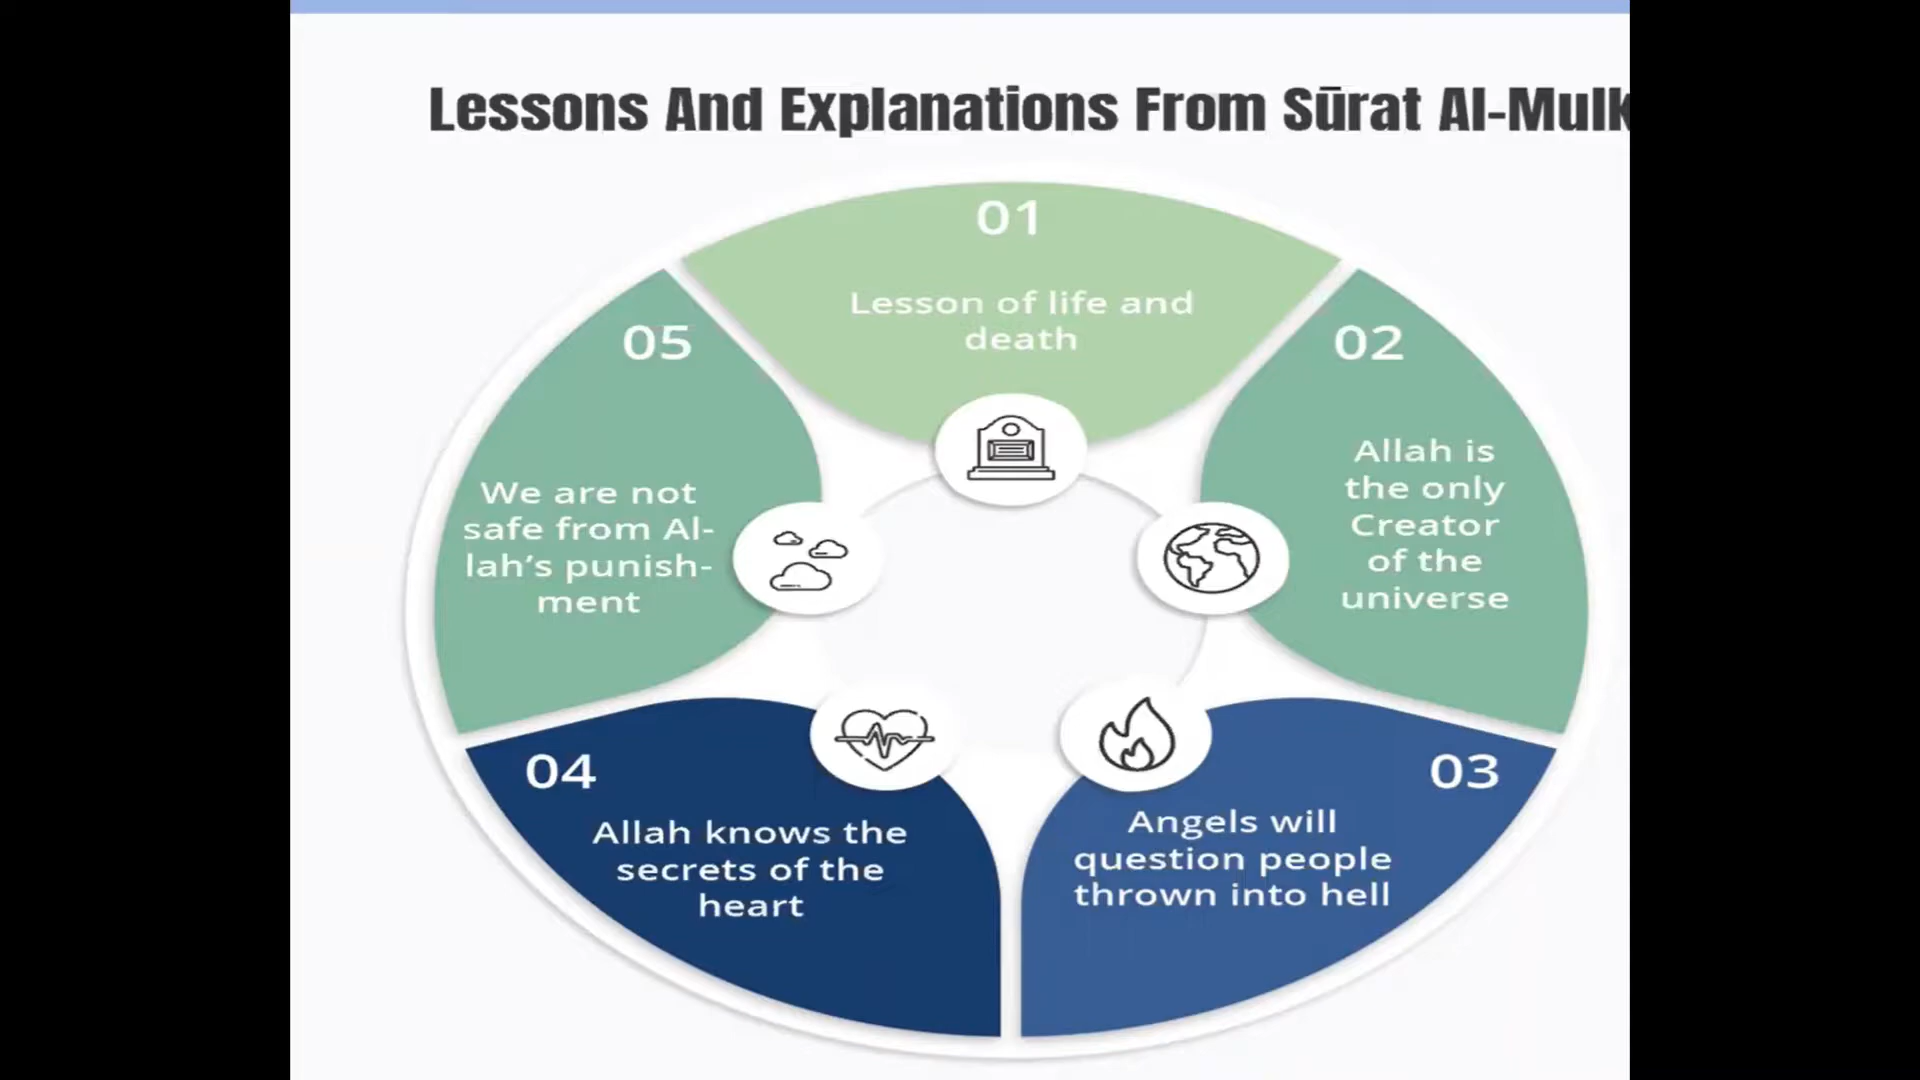 Lessons And Explanations From Sūrat Al-Mulk
01
Lesson of life and
death
02
Allah is
the only
Creator
of the
universe
03
Angels will
question people
thrown into hell
04
Allah knows the
secrets of the
heart
05
We are not
safe from Al-
lah’s punish-
ment